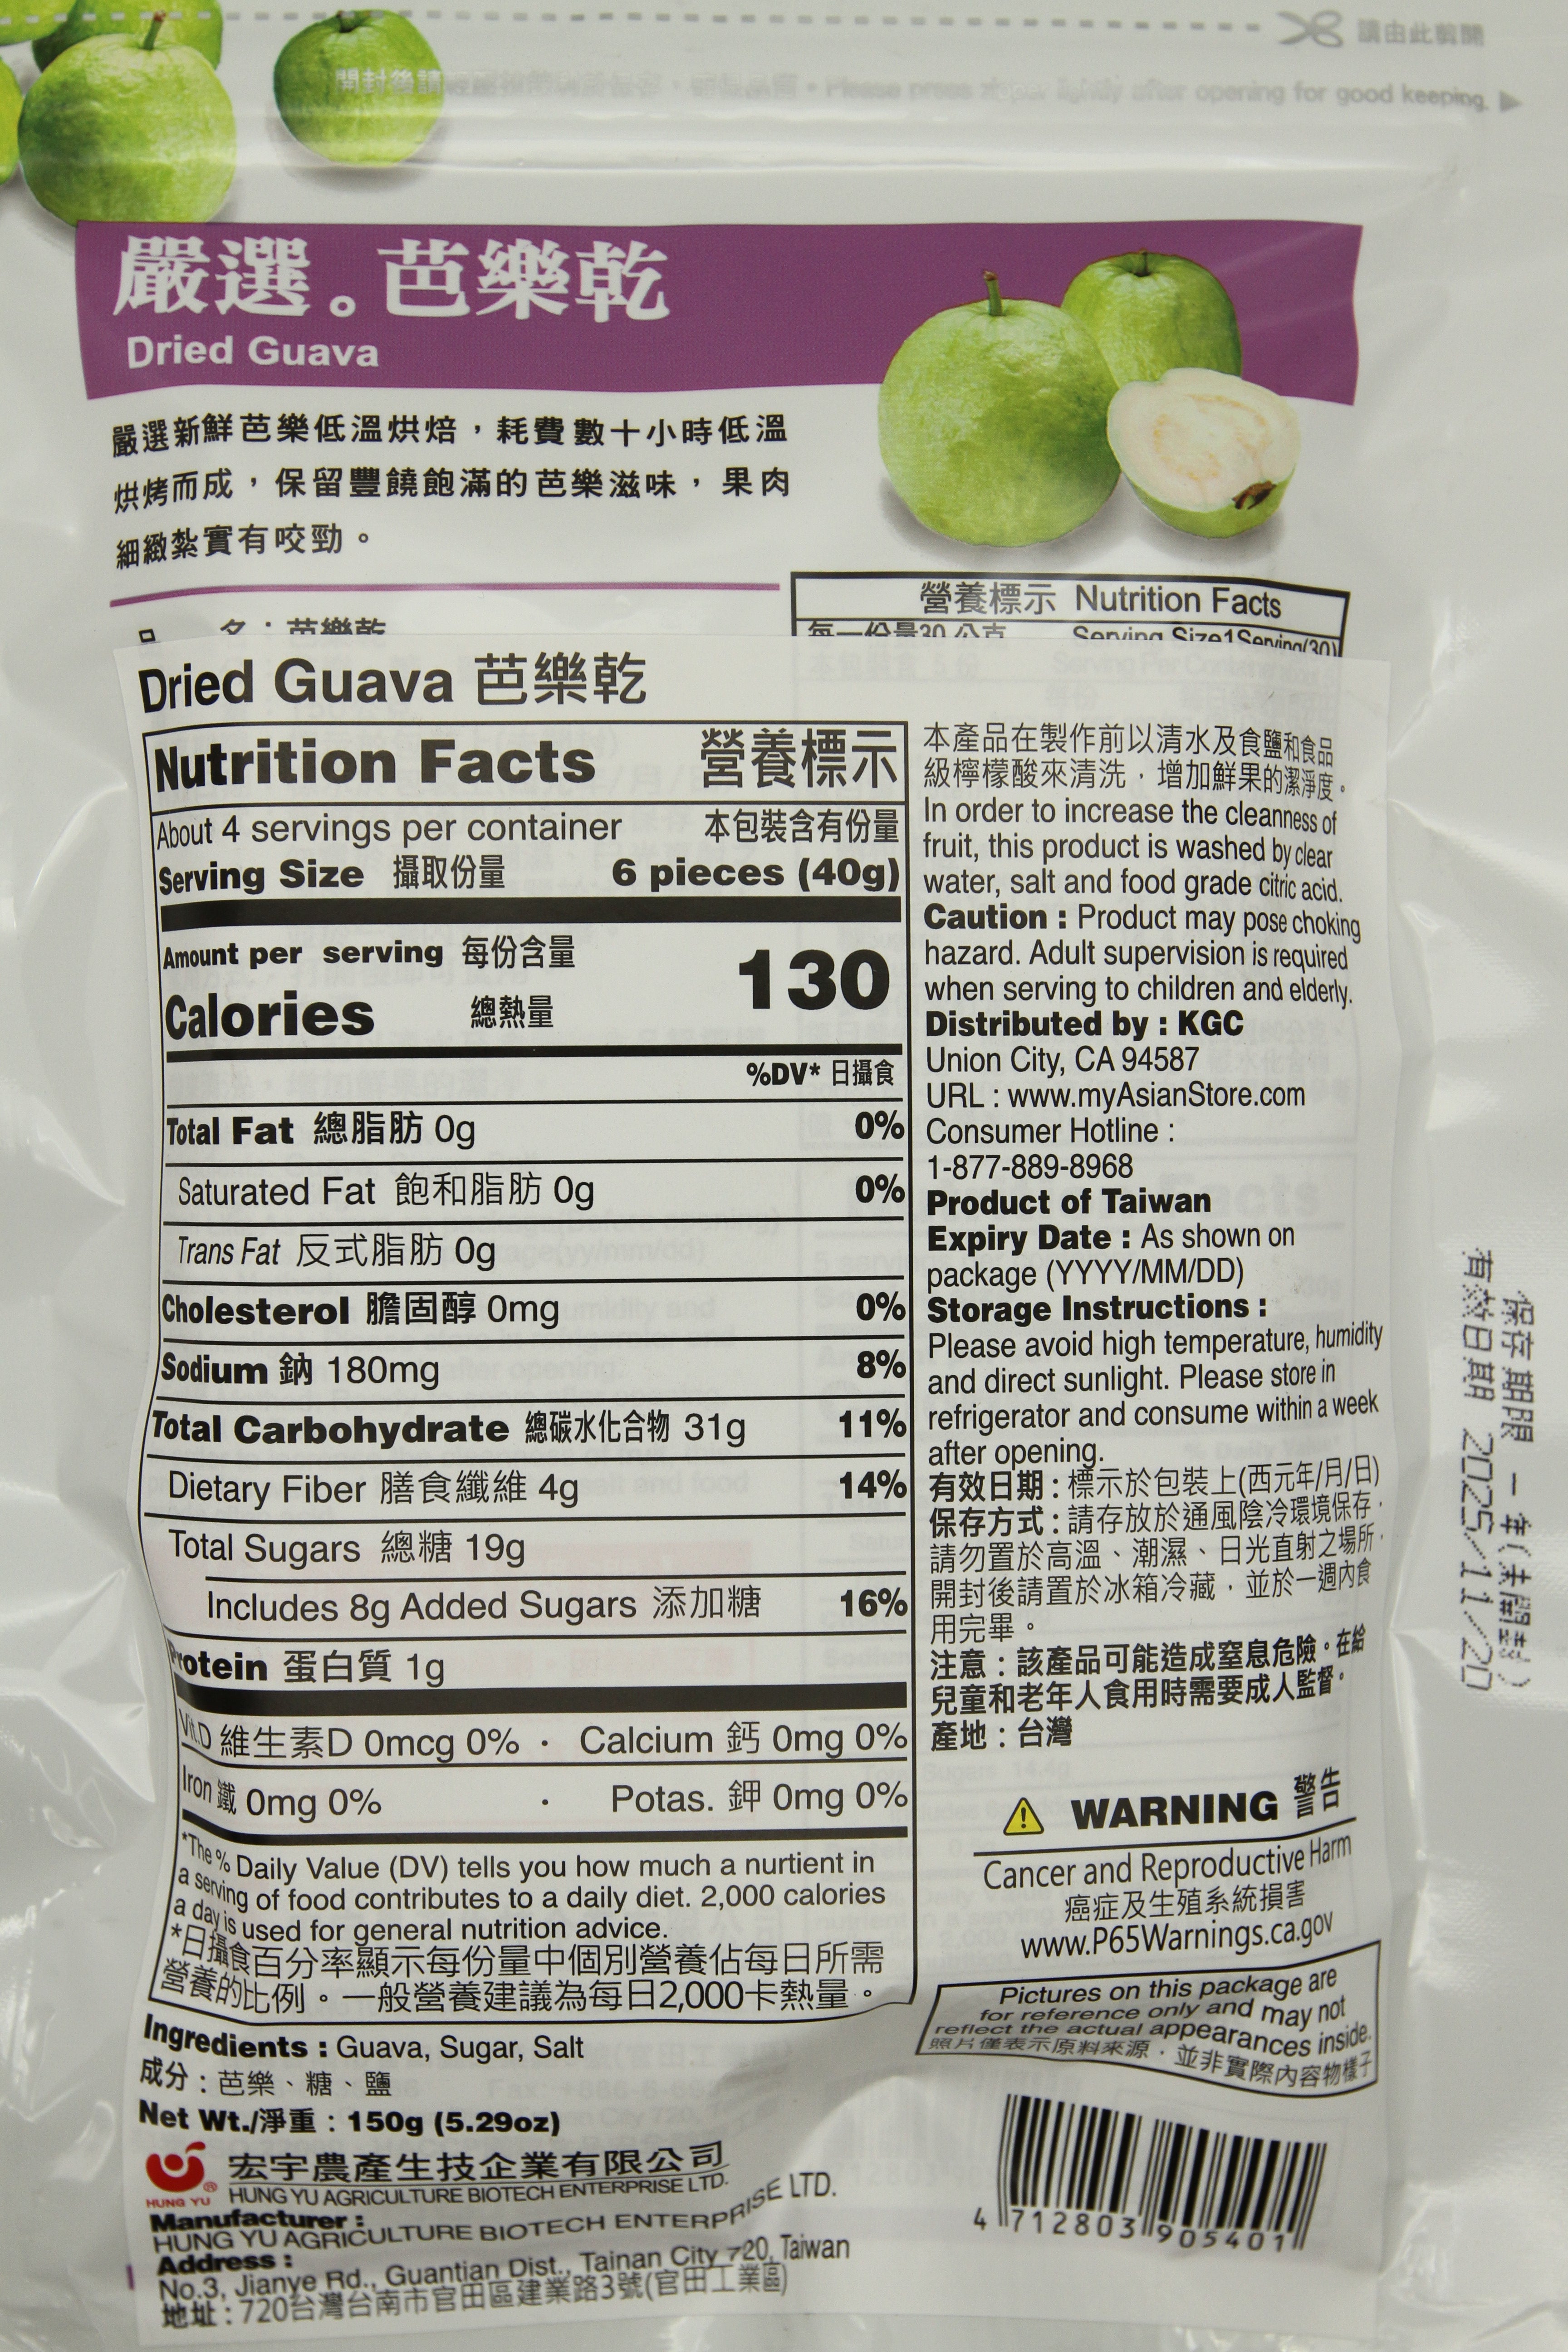 請由此剪開
開封後請
Please press
after opening for good keeping.
嚴選。芭樂乾
Dried Guava
嚴選新鮮芭樂低溫烘焙，耗費數十小時低溫
烘烤而成，保留豐饒飽滿的芭樂滋味，果肉
細緻紮實有咬勁。
品 名：芭樂乾
營養標示 Nutrition Facts
每一份量30 公克 Serving Size1Serving(30)
Dried Guava 芭樂乾
Nutrition Facts 營養標示
About 4 servings per container 本包裝含有份量
Serving Size 攝取份量 6 pieces (40g)
Amount per serving 每份含量
Calories 總熱量 130
%DV* 日攝食
Total Fat 總脂肪 0g 0%
Saturated Fat 飽和脂肪 0g 0%
Trans Fat 反式脂肪 0g
Cholesterol 膽固醇 0mg 0%
Sodium 鈉 180mg 8%
Total Carbohydrate 總碳水化合物 31g 11%
Dietary Fiber 膳食纖維 4g 14%
Total Sugars 總糖 19g
Includes 8g Added Sugars 添加糖 16%
Protein 蛋白質 1g
Vit.D 維生素D 0mcg 0% • Calcium 鈣 0mg 0%
Iron 鐵 0mg 0% • Potas. 鉀 0mg 0%
*The % Daily Value (DV) tells you how much a nurtient in
a serving of food contributes to a daily diet. 2,000 calories
a day is used for general nutrition advice.
*日攝食百分率顯示每份量中個別營養佔每日所需
營養的比例。一般營養建議為每日2,000卡熱量。
Ingredients : Guava, Sugar, Salt
成分：芭樂、糖、鹽
Net Wt./淨重：150g (5.29oz)
HUNG YU
宏宇農產生技企業有限公司
HUNG YU AGRICULTURE BIOTECH ENTERPRISE LTD.
Manufacturer :
HUNG YU AGRICULTURE BIOTECH ENTERPRISE LTD.
Address :
No.3, Jianye Rd., Guantian Dist., Tainan City 720, Taiwan
地址：720台灣台南市官田區建業路3號(官田工業區)
本產品在製作前以清水及食鹽和食品
級檸檬酸來清洗，增加鮮果的潔淨度。
In order to increase the cleanness of
fruit, this product is washed by clear
water, salt and food grade citric acid.
Caution : Product may pose choking
hazard. Adult supervision is required
when serving to children and elderly.
Distributed by : KGC
Union City, CA 94587
URL : www.myAsianStore.com
Consumer Hotline :
1-877-889-8968
Product of Taiwan
Expiry Date : As shown on
package (YYYY/MM/DD)
Storage Instructions :
Please avoid high temperature, humidity
and direct sunlight. Please store in
refrigerator and consume within a week
after opening.
有效日期：標示於包裝上(西元年/月/日)
保存方式：請存放於通風陰冷環境保存，
請勿置於高溫、潮濕、日光直射之場所，
開封後請置於冰箱冷藏，並於一週內食
用完畢。
注意：該產品可能造成窒息危險。在給
兒童和老年人食用時需要成人監督。
產地：台灣
WARNING 警告
Cancer and Reproductive Harm
癌症及生殖系統損害
www.P65Warnings.ca.gov
Pictures on this package are
for reference only and may not
reflect the actual appearances inside.
照片僅表示原料來源，並非實際內容物樣子
4 712803 905401
保存期限 一年(未開封)
有效日期 2025/11/20